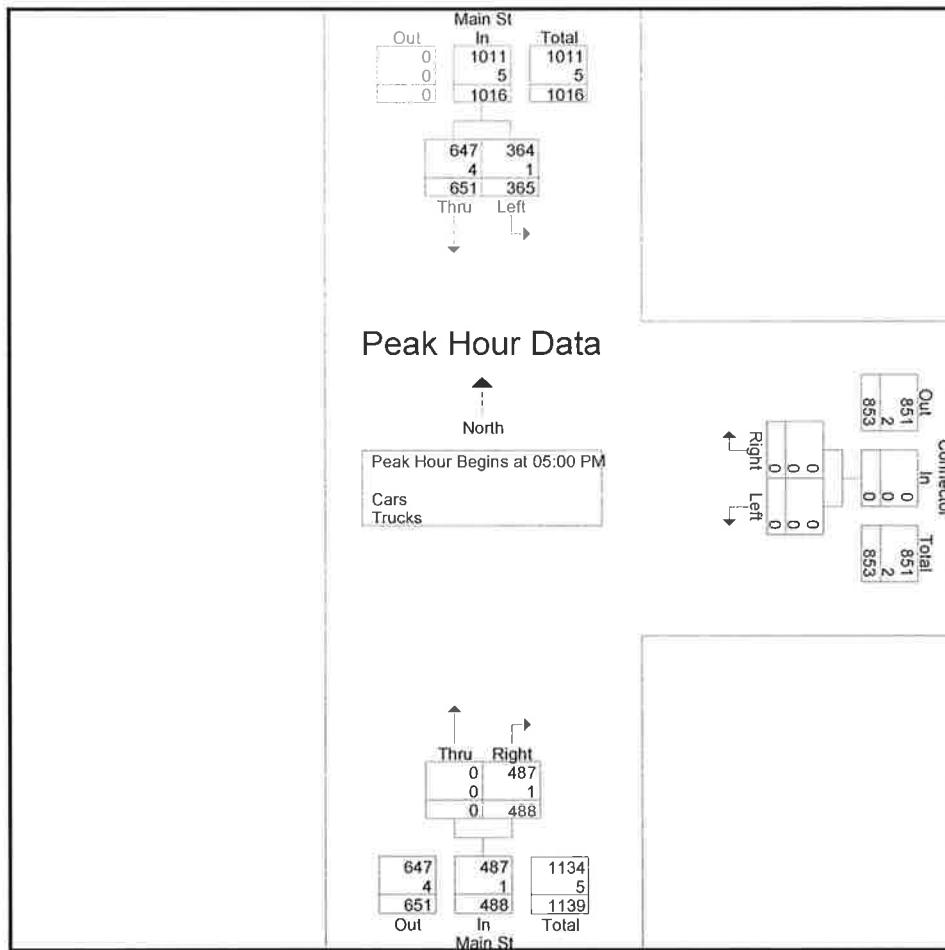 Main St
Out In Total
0 1011 1011
0 5 5
0 1016 1016
647 364
4 1
651 365
Thru Left
Peak Hour Data
North
Peak Hour Begins at 05:00 PM
Cars
Trucks
Right Left
0 0 0
0 0 0
Connector
Out In Total
851 0 851
2 0 2
853 0 853
Thru Right
0 487
0 1
0 488
647 487 1134
4 1 5
651 488 1139
Out In Total
Main St